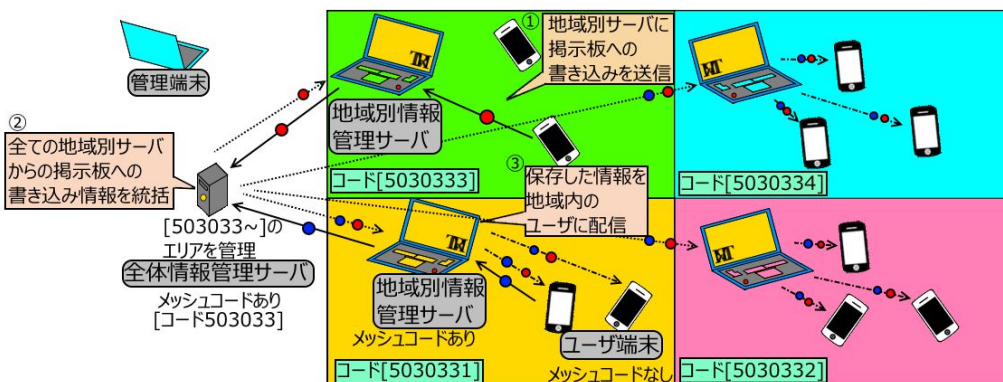 管理端末
①
地域別サーバに
掲示板への
書き込みを送信
地域別情報
管理サーバ
②
全ての地域別サーバ
からの掲示板への
書き込み情報を統括
コード[5030333]
③
保存した情報を
地域内の
ユーザに配信
コード[5030334]
[503033~]の
エリアを管理
全体情報管理サーバ
メッシュコードあり
[コード503033]
地域別情報
管理サーバ
メッシュコードあり
コード[5030331]
ユーザ端末
メッシュコードなし
コード[5030332]